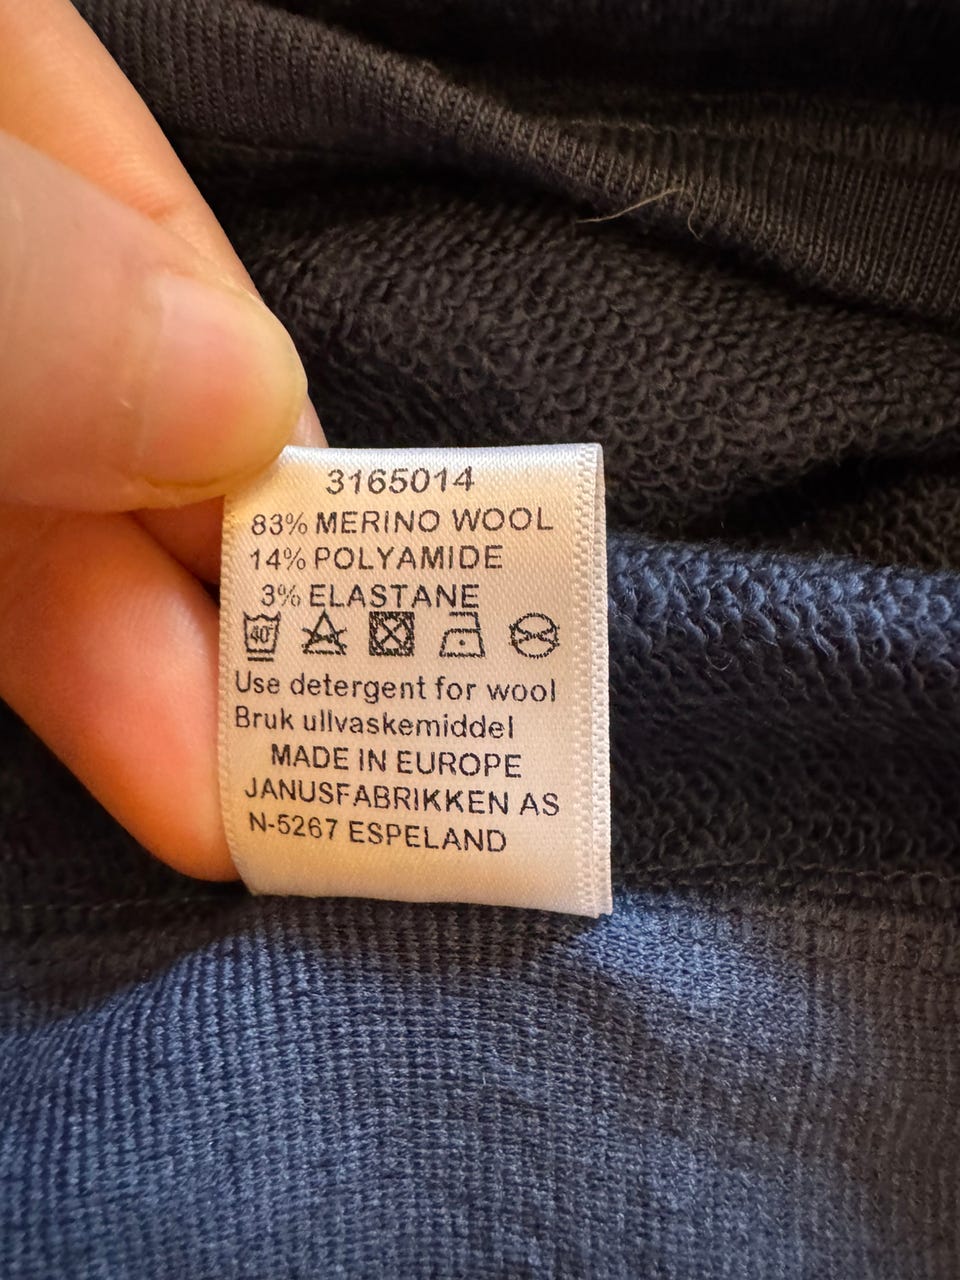 3165014
83% MERINO WOOL
14% POLYAMIDE
3% ELASTANE
40
Use detergent for wool
Bruk ullvaskemiddel
MADE IN EUROPE
JANUSFABRIKKEN AS
N-5267 ESPELAND